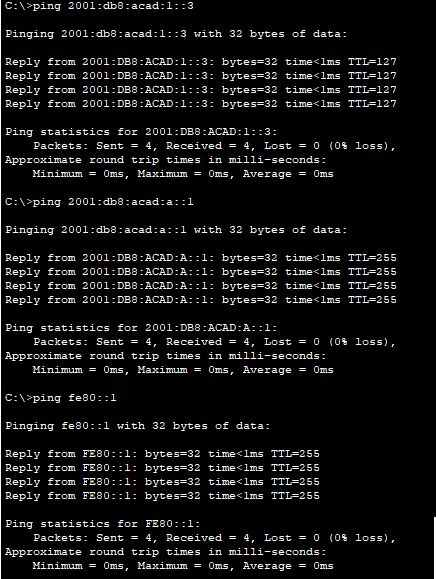 C:\>ping 2001:db8:acad:1::3
Pinging 2001:db8:acad:1::3 with 32 bytes of data:
Reply from 2001:DB8:ACAD:1::3: bytes=32 time<1ms TTL=127
Reply from 2001:DB8:ACAD:1::3: bytes=32 time<1ms TTL=127
Reply from 2001:DB8:ACAD:1::3: bytes=32 time<1ms TTL=127
Reply from 2001:DB8:ACAD:1::3: bytes=32 time<1ms TTL=127
Ping statistics for 2001:DB8:ACAD:1::3:
Packets: Sent = 4, Received = 4, Lost = 0 (0% loss),
Approximate round trip times in milli-seconds:
Minimum = 0ms, Maximum = 0ms, Average = 0ms
C:\>ping 2001:db8:acad:a::1
Pinging 2001:db8:acad:a::1 with 32 bytes of data:
Reply from 2001:DB8:ACAD:A::1: bytes=32 time<1ms TTL=255
Reply from 2001:DB8:ACAD:A::1: bytes=32 time<1ms TTL=255
Reply from 2001:DB8:ACAD:A::1: bytes=32 time<1ms TTL=255
Reply from 2001:DB8:ACAD:A::1: bytes=32 time<1ms TTL=255
Ping statistics for 2001:DB8:ACAD:A::1:
Packets: Sent = 4, Received = 4, Lost = 0 (0% loss),
Approximate round trip times in milli-seconds:
Minimum = 0ms, Maximum = 0ms, Average = 0ms
C:\>ping fe80::1
Pinging fe80::1 with 32 bytes of data:
Reply from FE80::1: bytes=32 time<1ms TTL=255
Reply from FE80::1: bytes=32 time<1ms TTL=255
Reply from FE80::1: bytes=32 time<1ms TTL=255
Reply from FE80::1: bytes=32 time<1ms TTL=255
Ping statistics for FE80::1:
Packets: Sent = 4, Received = 4, Lost = 0 (0% loss),
Approximate round trip times in milli-seconds:
Minimum = 0ms, Maximum = 0ms, Average = 0ms